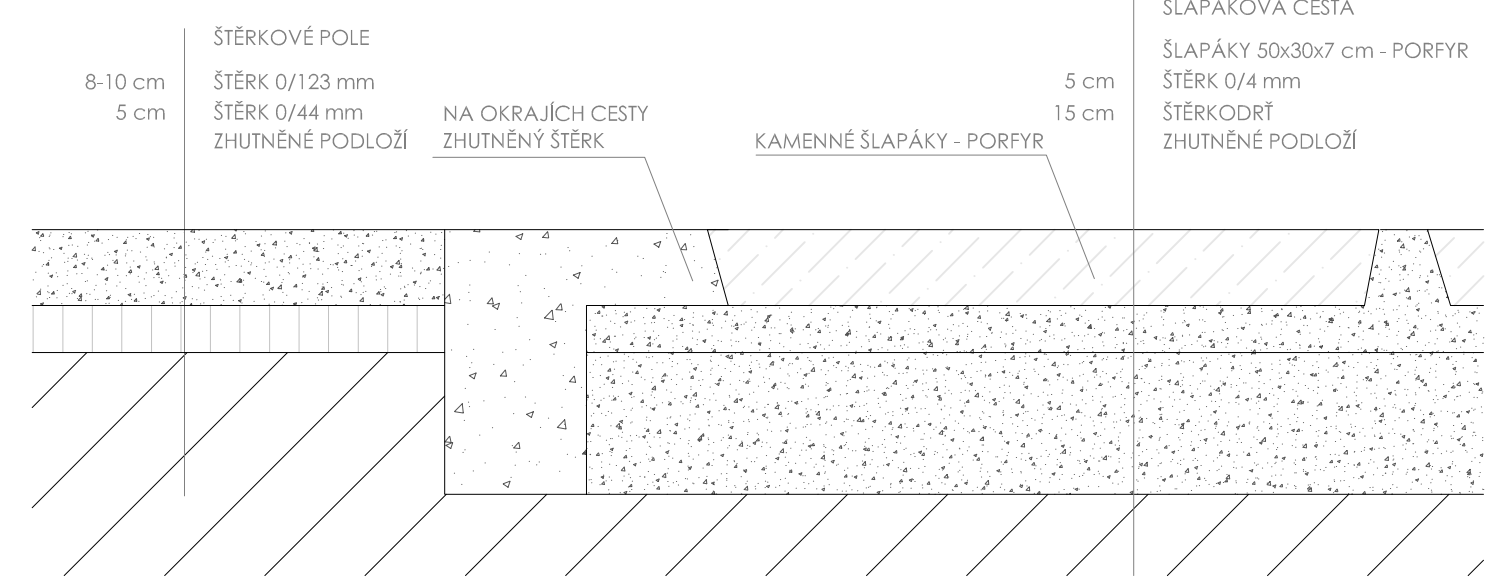 ŠTĚRKOVÉ POLE
8-10 cm ŠTĚRK 0/123 mm
5 cm ŠTĚRK 0/44 mm
ZHUTNĚNÉ PODLOŽÍ
NA OKRAJÍCH CESTY
ZHUTNĚNÝ ŠTĚRK
KAMENNÉ ŠLAPÁKY - PORFYR
ŠLAPÁKOVÁ CESTA
ŠLAPÁKY 50x30x7 cm - PORFYR
5 cm ŠTĚRK 0/4 mm
15 cm ŠTĚRKODRŤ
ZHUTNĚNÉ PODLOŽÍ